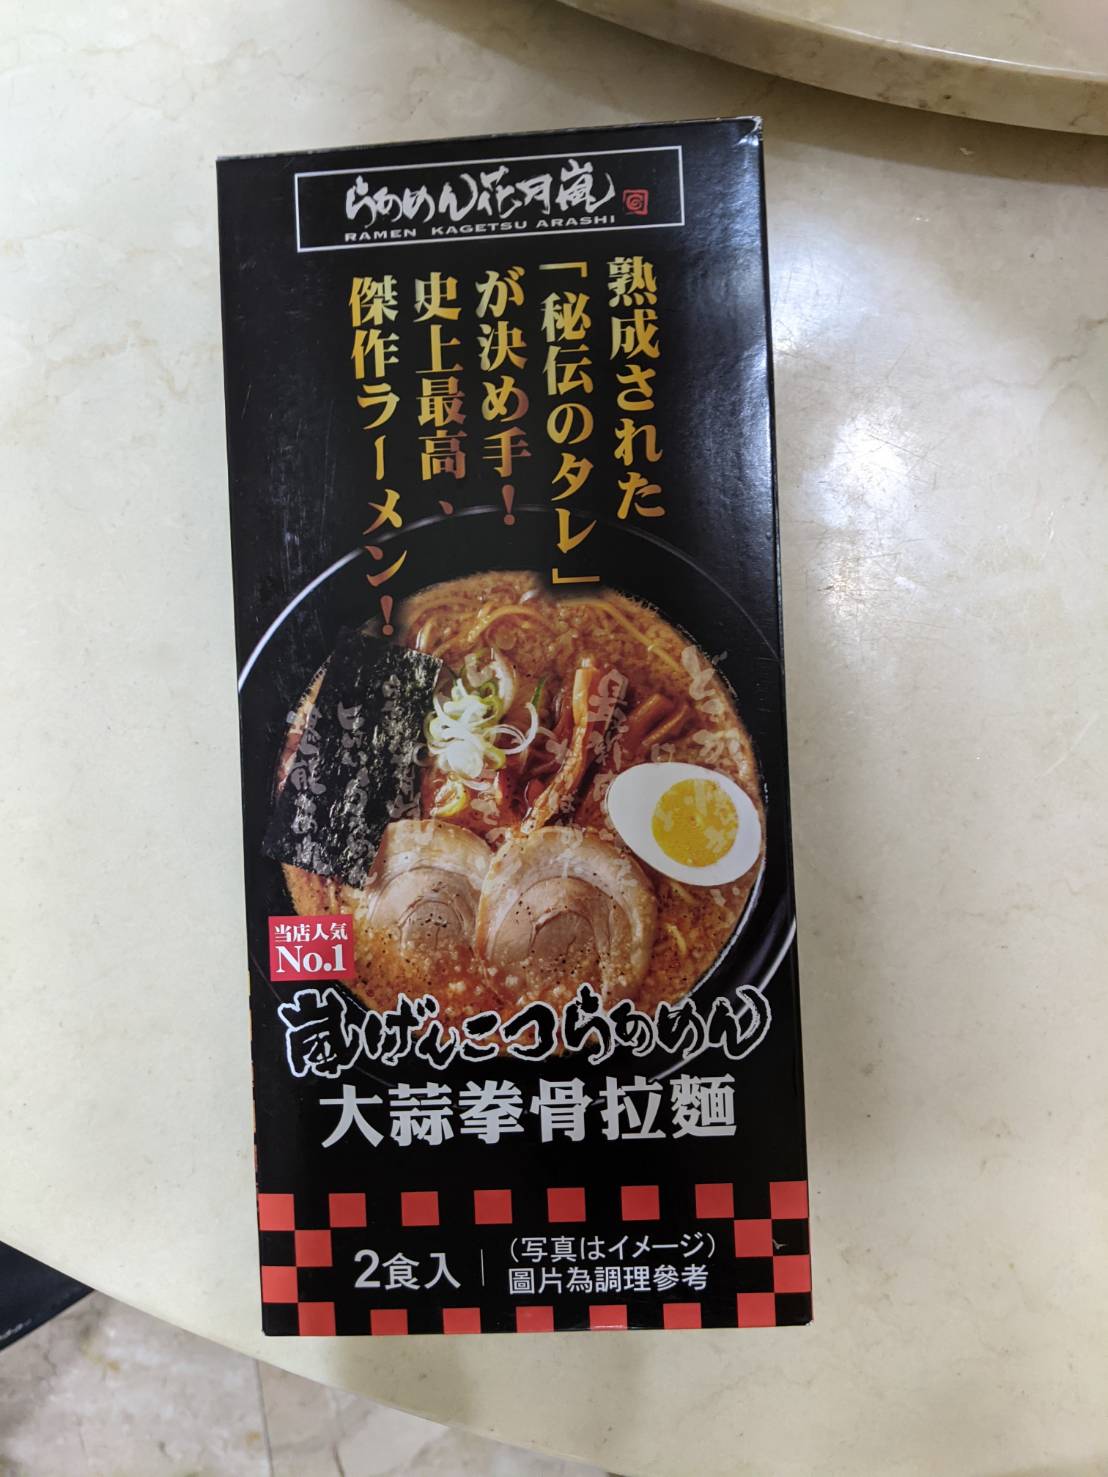 らあめん花月嵐
RAMEN KAGETSU ARASHI
熟成された
「秘伝のタレ」
が決め手！
史上最高、
傑作ラーメン！
当店人気
No.1
嵐げんこつらあめん
大蒜拳骨拉麵
2食入
（写真はイメージ）
圖片為調理參考